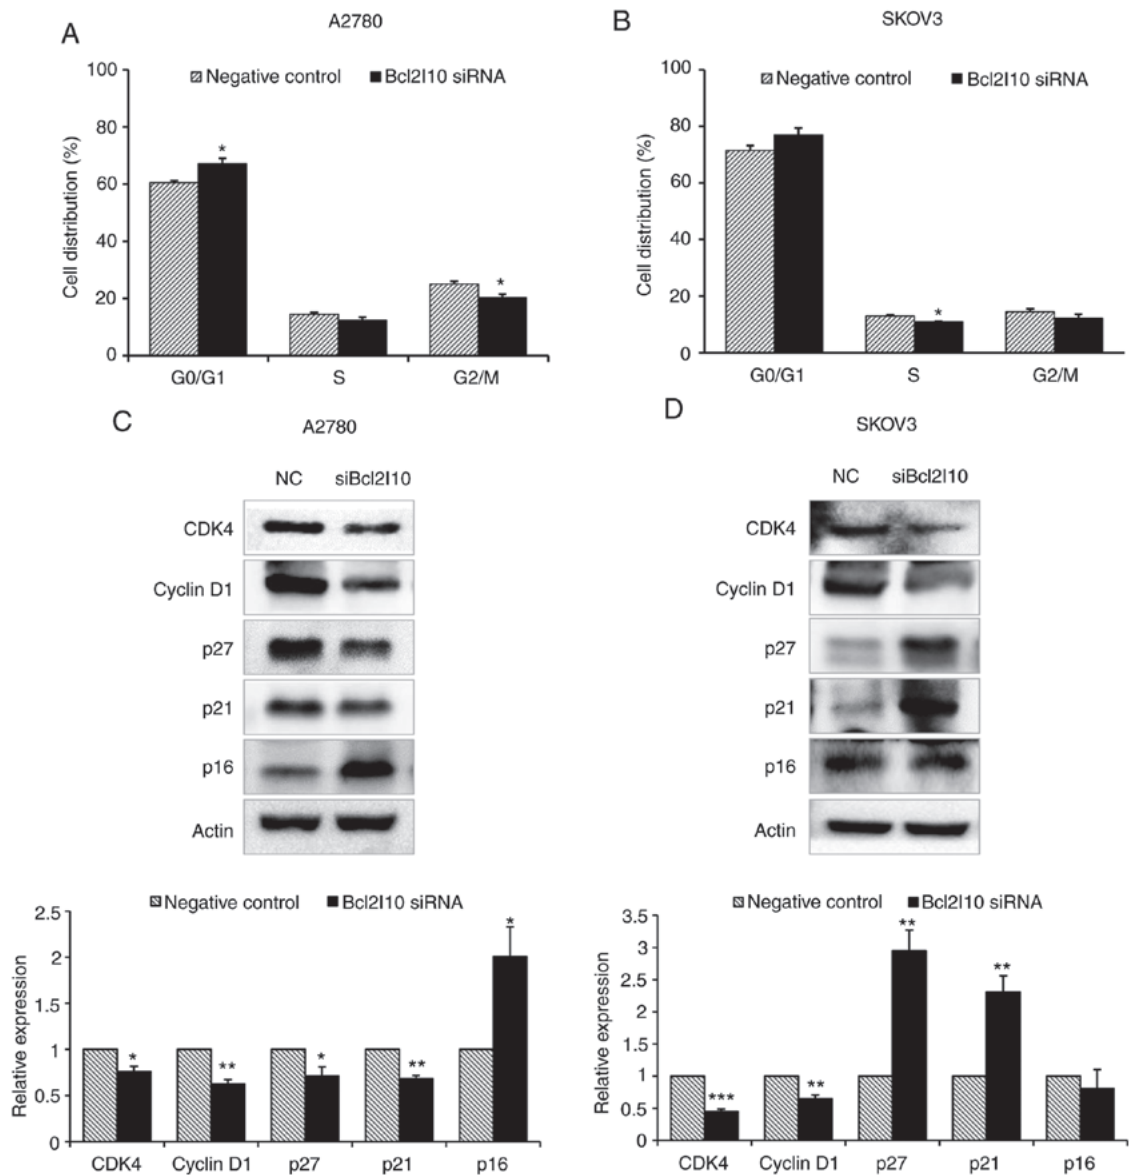 A
A2780
Negative control
Bcl2l10 siRNA
Cell distribution (%)
100
80
60
40
20
0
*
*
G0/G1
S
G2/M
B
SKOV3
Negative control
Bcl2l10 siRNA
Cell distribution (%)
100
80
60
40
20
0
*
G0/G1
S
G2/M
C
A2780
NC
siBcl2l10
CDK4
Cyclin D1
p27
p21
p16
Actin
Negative control
Bcl2l10 siRNA
Relative expression
2.5
2
1.5
1
0.5
0
*
**
*
**
*
CDK4
Cyclin D1
p27
p21
p16
D
SKOV3
NC
siBcl2l10
CDK4
Cyclin D1
p27
p21
p16
Actin
Negative control
Bcl2l10 siRNA
Relative expression
3.5
3
2.5
2
1.5
1
0.5
0
***
**
**
**
CDK4
Cyclin D1
p27
p21
p16